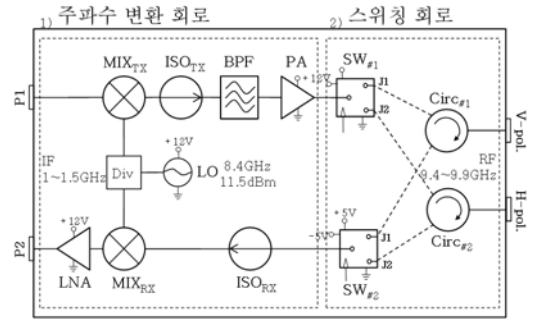 1) 주파수 변환 회로
2) 스위칭 회로
MIX_TX
ISO_TX
BPF
PA
+12V
SW_#1
J1
J2
Circ_#1
P1
V-pol.
IF
1~1.5GHz
Div
+12V
LO
8.4GHz
11.5dBm
RF
9.4~9.9GHz
H-pol.
+12V
P2
LNA
MIX_RX
ISO_RX
+5V
-5V
J1
J2
SW_#2
Circ_#2